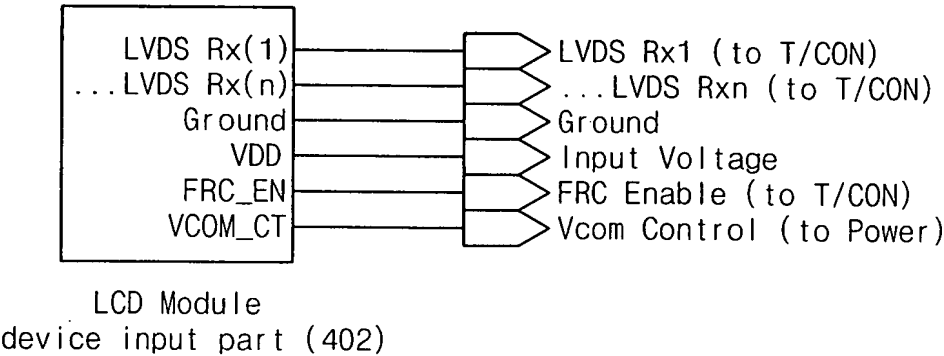 LVDS Rx(1) LVDS Rx1 (to T/CON)
...LVDS Rx(n) ...LVDS Rxn (to T/CON)
Ground Ground
VDD Input Voltage
FRC_EN FRC Enable (to T/CON)
VCOM_CT Vcom Control (to Power)
LCD Module
device input part (402)